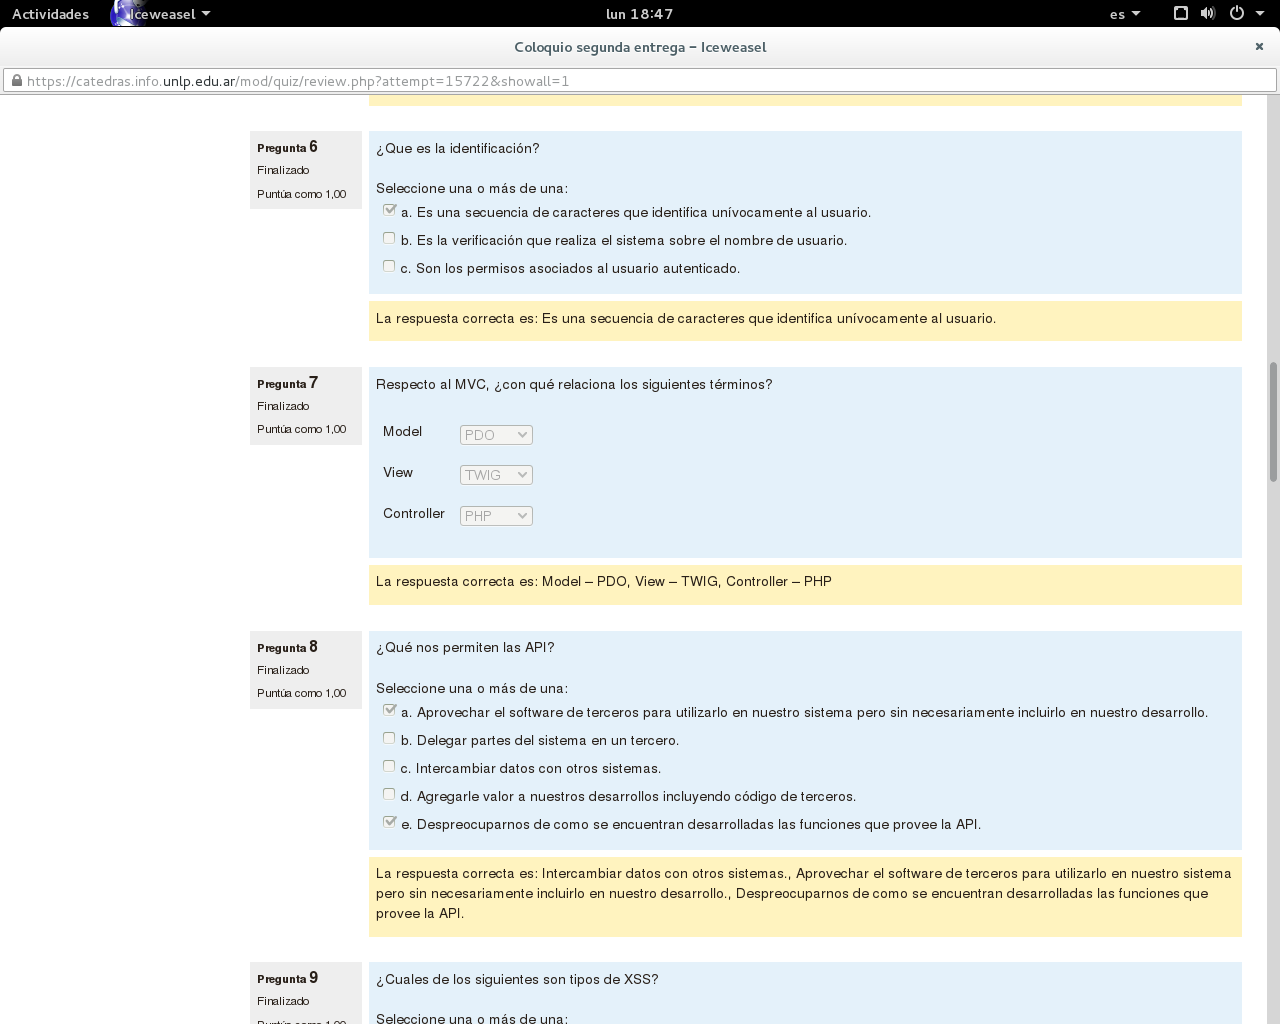 Actividades Iceweasel lun 18:47 es
Coloquio segunda entrega – Iceweasel
https://catedras.info.unlp.edu.ar/mod/quiz/review.php?attempt=15722&showall=1
Pregunta 6
Finalizado
Puntúa como 1,00
¿Que es la identificación?
Seleccione una o más de una:
a. Es una secuencia de caracteres que identifica unívocamente al usuario.
b. Es la verificación que realiza el sistema sobre el nombre de usuario.
c. Son los permisos asociados al usuario autenticado.
La respuesta correcta es: Es una secuencia de caracteres que identifica unívocamente al usuario.
Pregunta 7
Finalizado
Puntúa como 1,00
Respecto al MVC, ¿con qué relaciona los siguientes términos?
Model PDO
View TWIG
Controller PHP
La respuesta correcta es: Model – PDO, View – TWIG, Controller – PHP
Pregunta 8
Finalizado
Puntúa como 1,00
¿Qué nos permiten las API?
Seleccione una o más de una:
a. Aprovechar el software de terceros para utilizarlo en nuestro sistema pero sin necesariamente incluirlo en nuestro desarrollo.
b. Delegar partes del sistema en un tercero.
c. Intercambiar datos con otros sistemas.
d. Agregarle valor a nuestros desarrollos incluyendo código de terceros.
e. Despreocuparnos de como se encuentran desarrolladas las funciones que provee la API.
La respuesta correcta es: Intercambiar datos con otros sistemas., Aprovechar el software de terceros para utilizarlo en nuestro sistema
pero sin necesariamente incluirlo en nuestro desarrollo., Despreocuparnos de como se encuentran desarrolladas las funciones que
provee la API.
Pregunta 9
Finalizado
Puntúa como 1,00
¿Cuales de los siguientes son tipos de XSS?
Seleccione una o más de una: